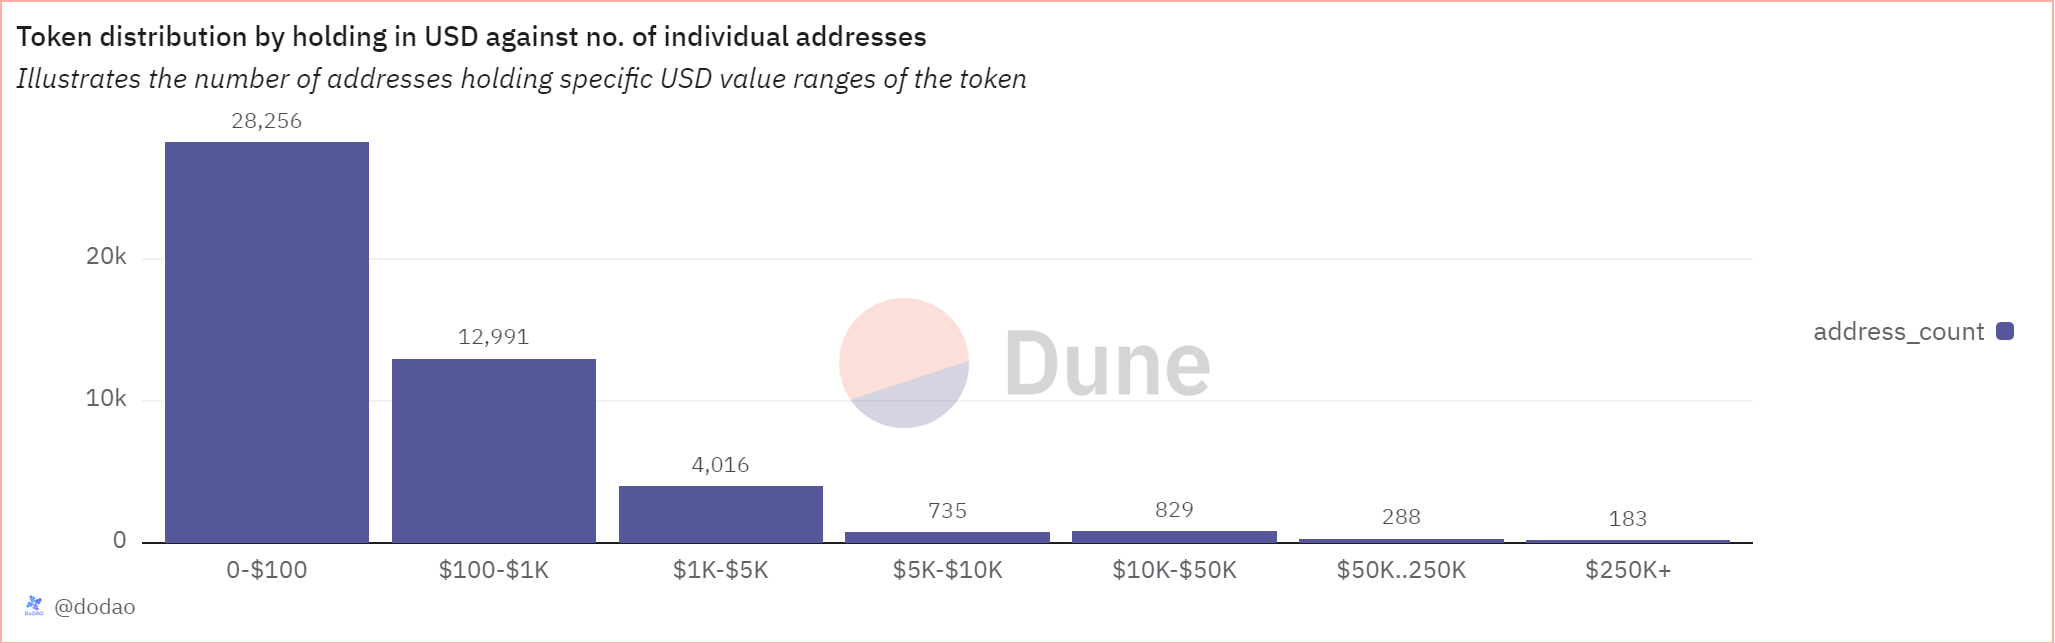 Token distribution by holding in USD against no. of individual addresses
Illustrates the number of addresses holding specific USD value ranges of the token
28,256
20k
12,991
Dune
address_count
10k
4,016
735
829
288
183
0
0-$100
$100-$1K
$1K-$5K
$5K-$10K
$10K-$50K
$50K..250K
$250K+
DoDAO
@dodao